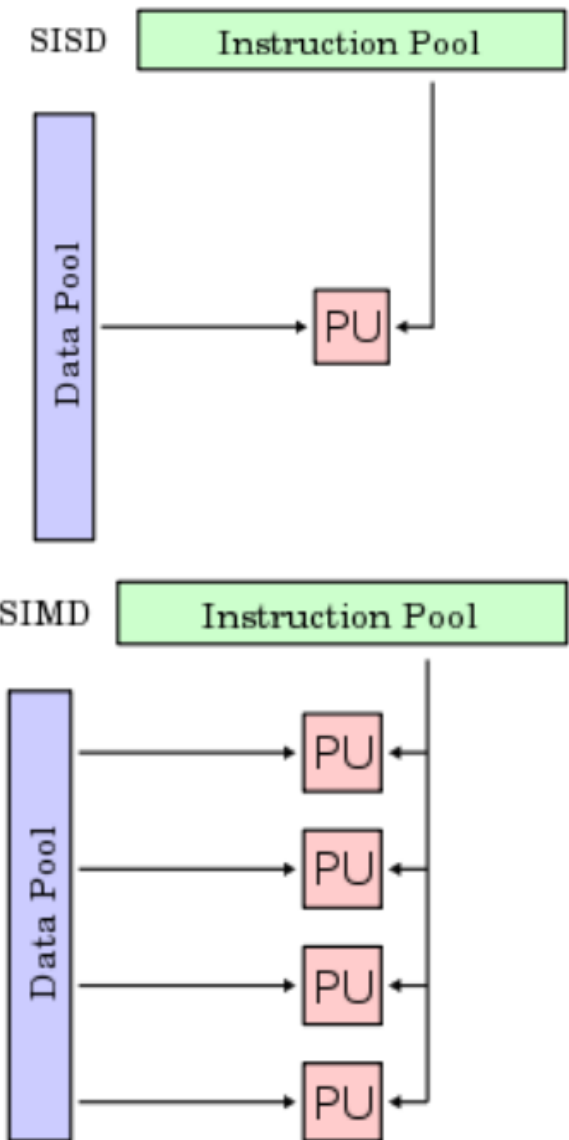 SISD
Instruction Pool
Data Pool
PU
SIMD
Instruction Pool
Data Pool
PU
PU
PU
PU